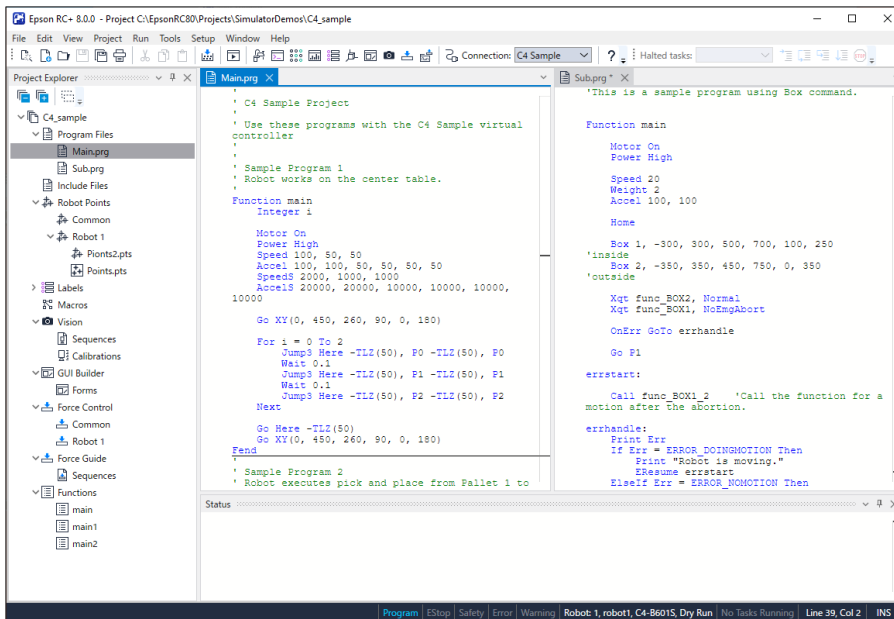 Epson RC+ 8.0.0 - Project C:\EpsonRC80\Projects\SimulatorDemos\C4_sample
File Edit View Project Run Tools Setup Window Help
Connection: C4 Sample ? Halted tasks:
Project Explorer
C4_sample
Program Files
Main.prg
Sub.prg
Include Files
Robot Points
Common
Robot 1
Pionts2.pts
Points.pts
Labels
Macros
Vision
Sequences
Calibrations
GUI Builder
Forms
Force Control
Common
Robot 1
Force Guide
Sequences
Functions
main
main1
main2
Main.prg
'
' C4 Sample Project
'
' Use these programs with the C4 Sample virtual
controller
'
'
' Sample Program 1
' Robot works on the center table.
'
Function main
Integer i
Motor On
Power High
Speed 100, 50, 50
Accel 100, 100, 50, 50, 50, 50
SpeedS 2000, 1000, 1000
AccelS 20000, 20000, 10000, 10000, 10000,
10000
Go XY(0, 450, 260, 90, 0, 180)
For i = 0 To 2
Jump3 Here -TLZ(50), P0 -TLZ(50), P0
Wait 0.1
Jump3 Here -TLZ(50), P1 -TLZ(50), P1
Wait 0.1
Jump3 Here -TLZ(50), P2 -TLZ(50), P2
Next
Go Here -TLZ(50)
Go XY(0, 450, 260, 90, 0, 180)
Fend
'
' Sample Program 2
' Robot executes pick and place from Pallet 1 to
Sub.prg *
'This is a sample program using Box command.
Function main
Motor On
Power High
Speed 20
Weight 2
Accel 100, 100
Home
Box 1, -300, 300, 500, 700, 100, 250
'inside
Box 2, -350, 350, 450, 750, 0, 350
'outside
Xqt func_BOX2, Normal
Xqt func_BOX1, NoEmgAbort
OnErr GoTo errhandle
Go P1
errstart:
Call func_BOX1_2 'Call the function for a
motion after the abortion.
errhandle:
Print Err
If Err = ERROR_DOINGMOTION Then
Print "Robot is moving."
EResume errstart
ElseIf Err = ERROR_NOMOTION Then
Status
Program EStop Safety Error Warning Robot: 1, robot1, C4-B601S, Dry Run No Tasks Running Line 39, Col 2 INS